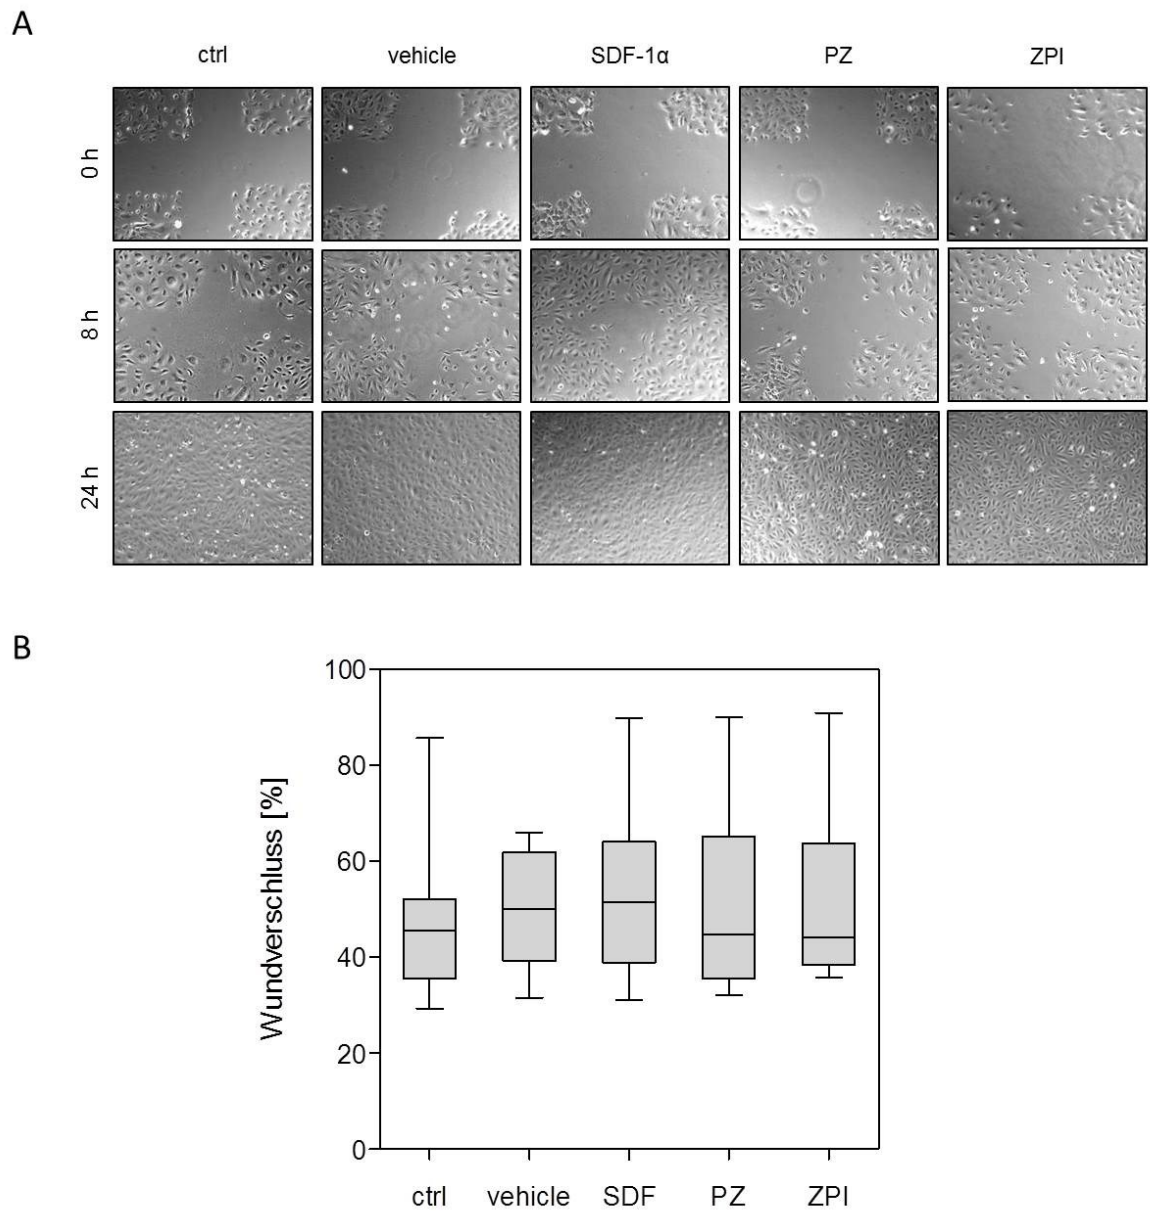 A
ctrl vehicle SDF-1α PZ ZPI
0 h
8 h
24 h
B
Wundverschluss [%]
100
80
60
40
20
0
ctrl vehicle SDF PZ ZPI